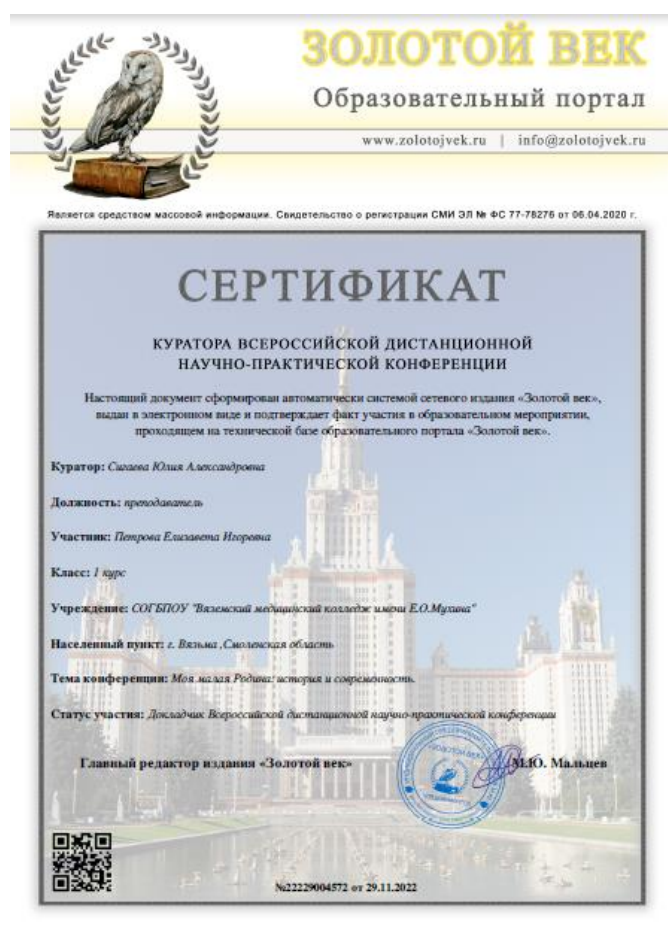 ЗОЛОТОЙ ВЕК
Образовательный портал
www.zolotojvek.ru | info@zolotojvek.ru
Является средством массовой информации. Свидетельство о регистрации СМИ ЭЛ № ФС 77-78276 от 06.04.2020 г.
СЕРТИФИКАТ
КУРАТОРА ВСЕРОССИЙСКОЙ ДИСТАНЦИОННОЙ
НАУЧНО-ПРАКТИЧЕСКОЙ КОНФЕРЕНЦИИ
Настоящий документ сформирован автоматически системой сетевого издания «Золотой век»,
выдан в электронном виде и подтверждает факт участия в образовательном мероприятии,
проходящем на технической базе образовательного портала «Золотой век».
Куратор: Сигаева Юлия Александровна
Должность: преподаватель
Участник: Петрова Елизавета Игоревна
Класс: 1 курс
Учреждение: СОГБПОУ "Вяземский медицинский колледж имени Е.О.Мухина"
Населенный пункт: г. Вязьма ,Смоленская область
Тема конференции: Моя малая Родина: история и современность.
Статус участия: Докладчик Всероссийской дистанционной научно-практической конференции
Главный редактор издания «Золотой век» М.Ю. Мальцев
«ЗОЛОТОЙ ВЕК»
№22229004572 от 29.11.2022